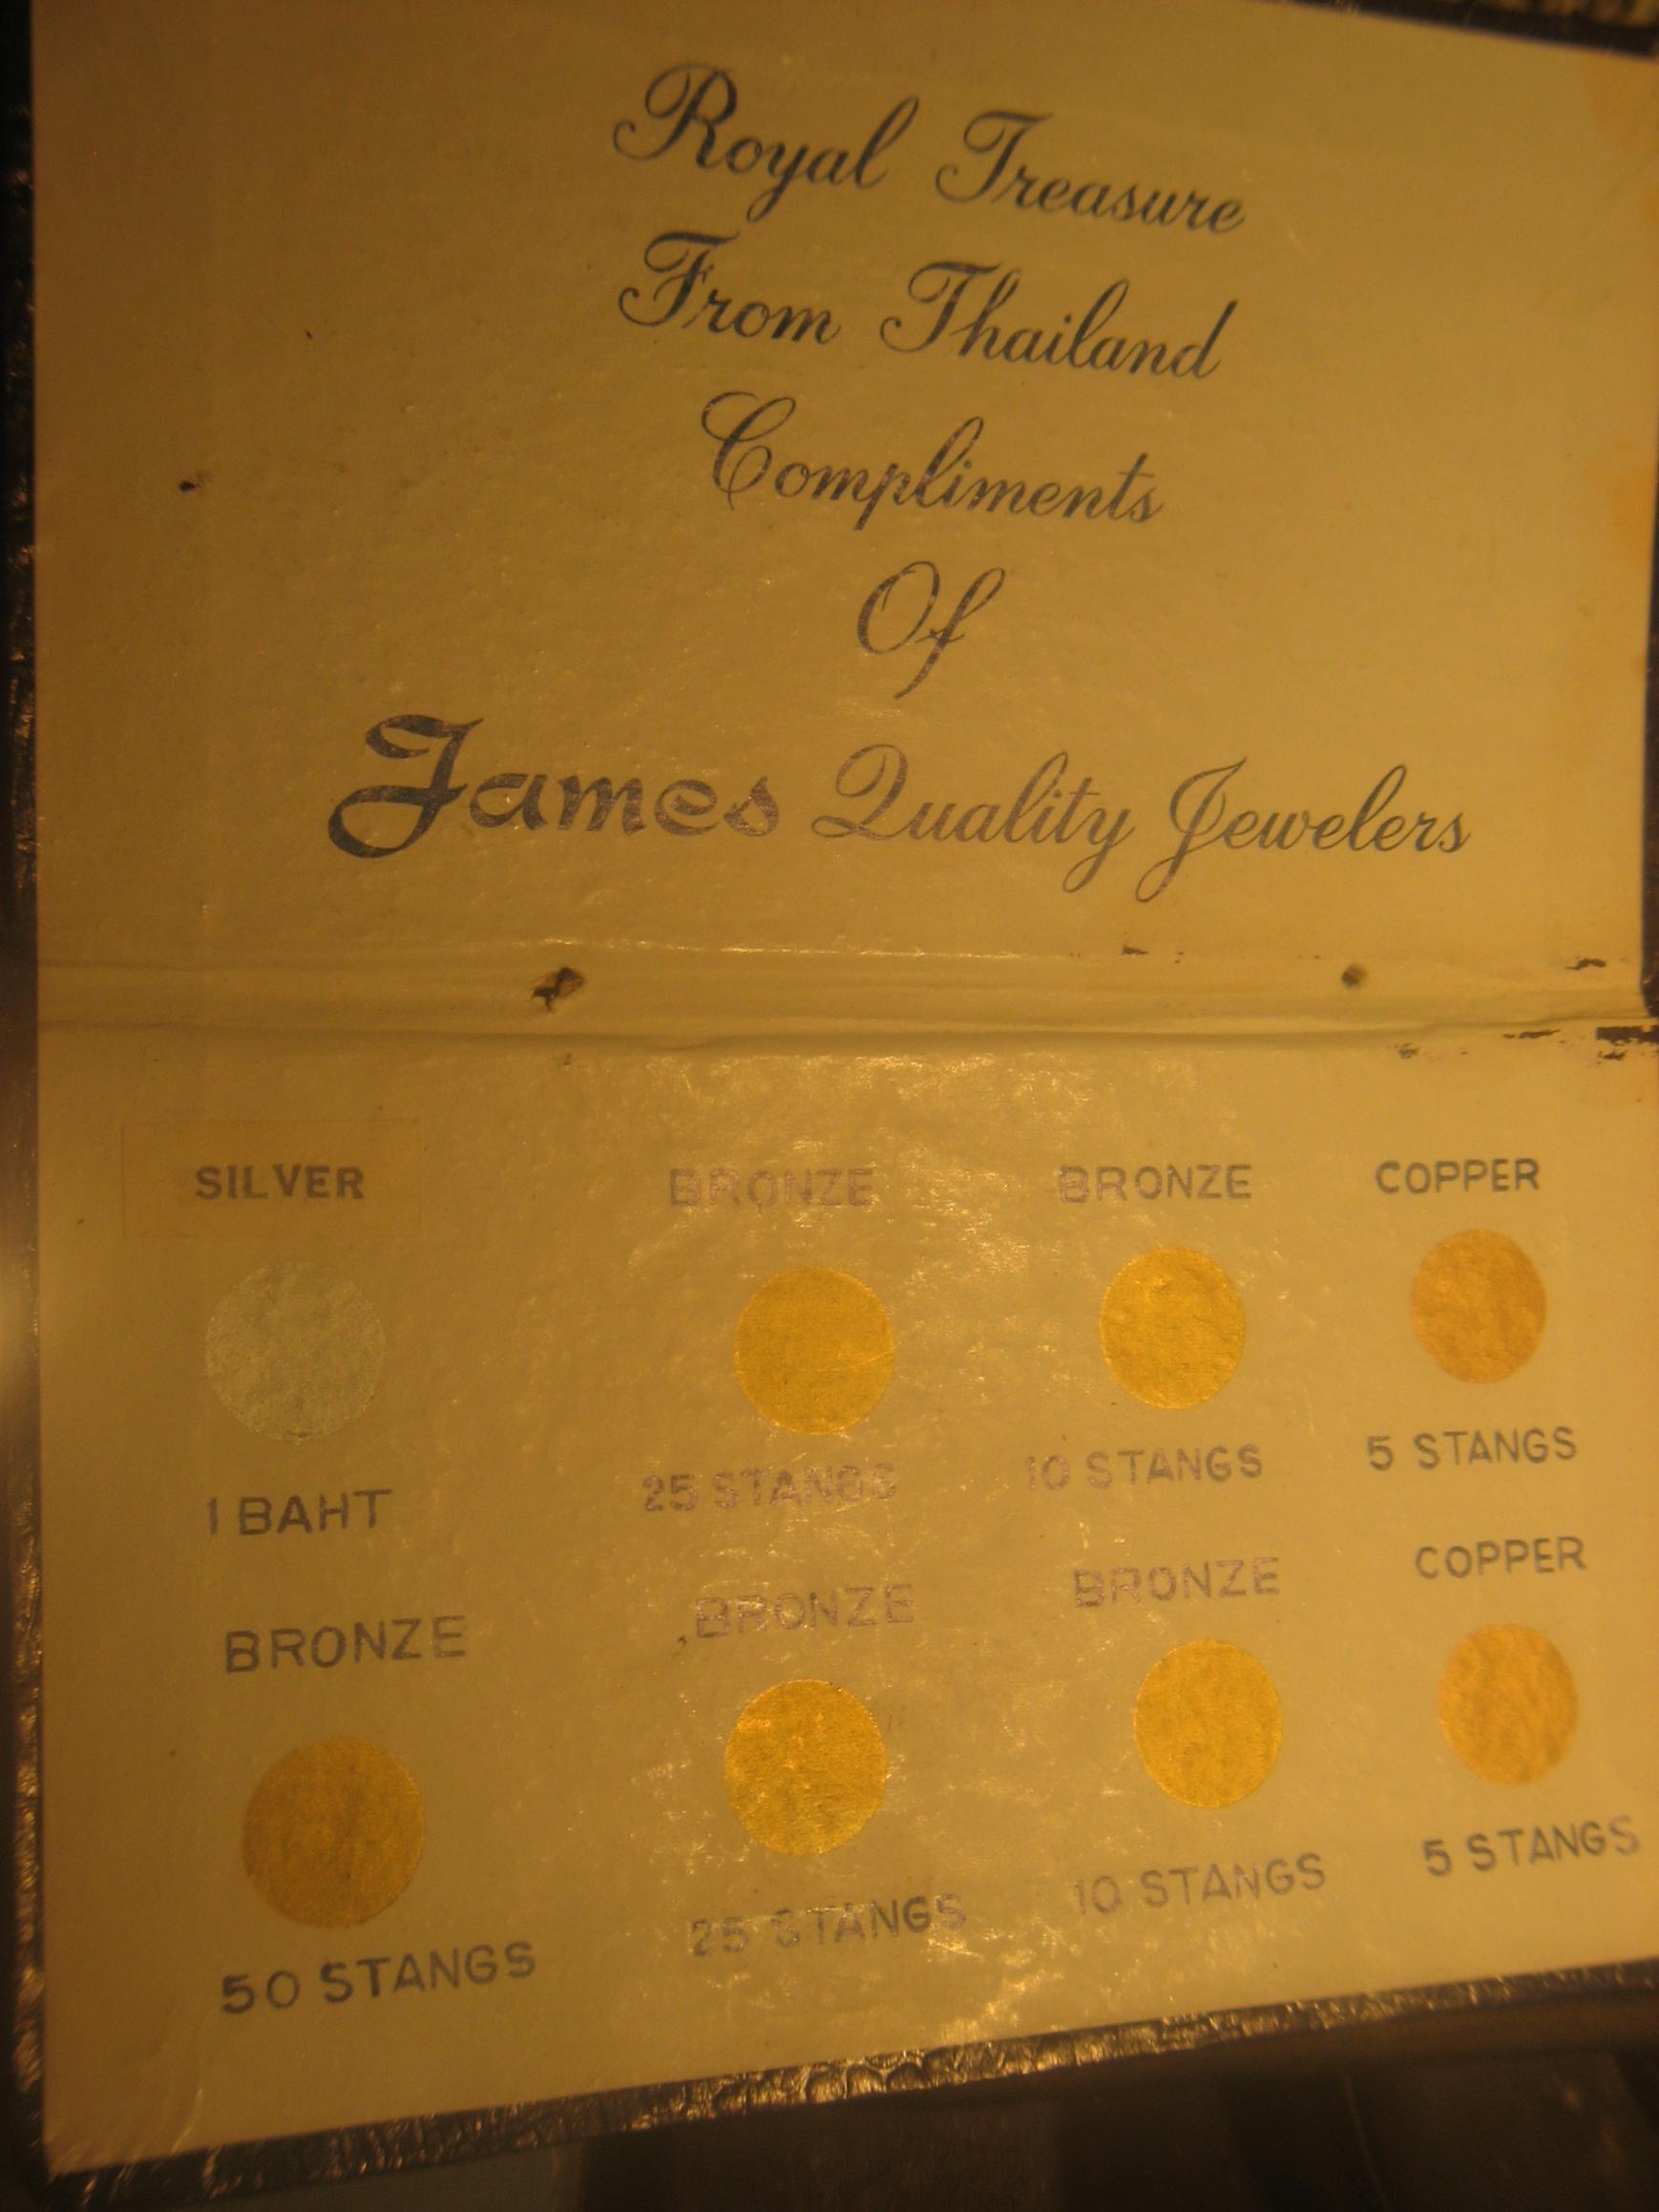 Royal Treasure
From Thailand
Compliments
Of
James Quality Jewelers
SILVER BRONZE BRONZE COPPER
1 BAHT 25 STANGS 10 STANGS 5 STANGS
BRONZE BRONZE BRONZE COPPER
50 STANGS 25 STANGS 10 STANGS 5 STANGS